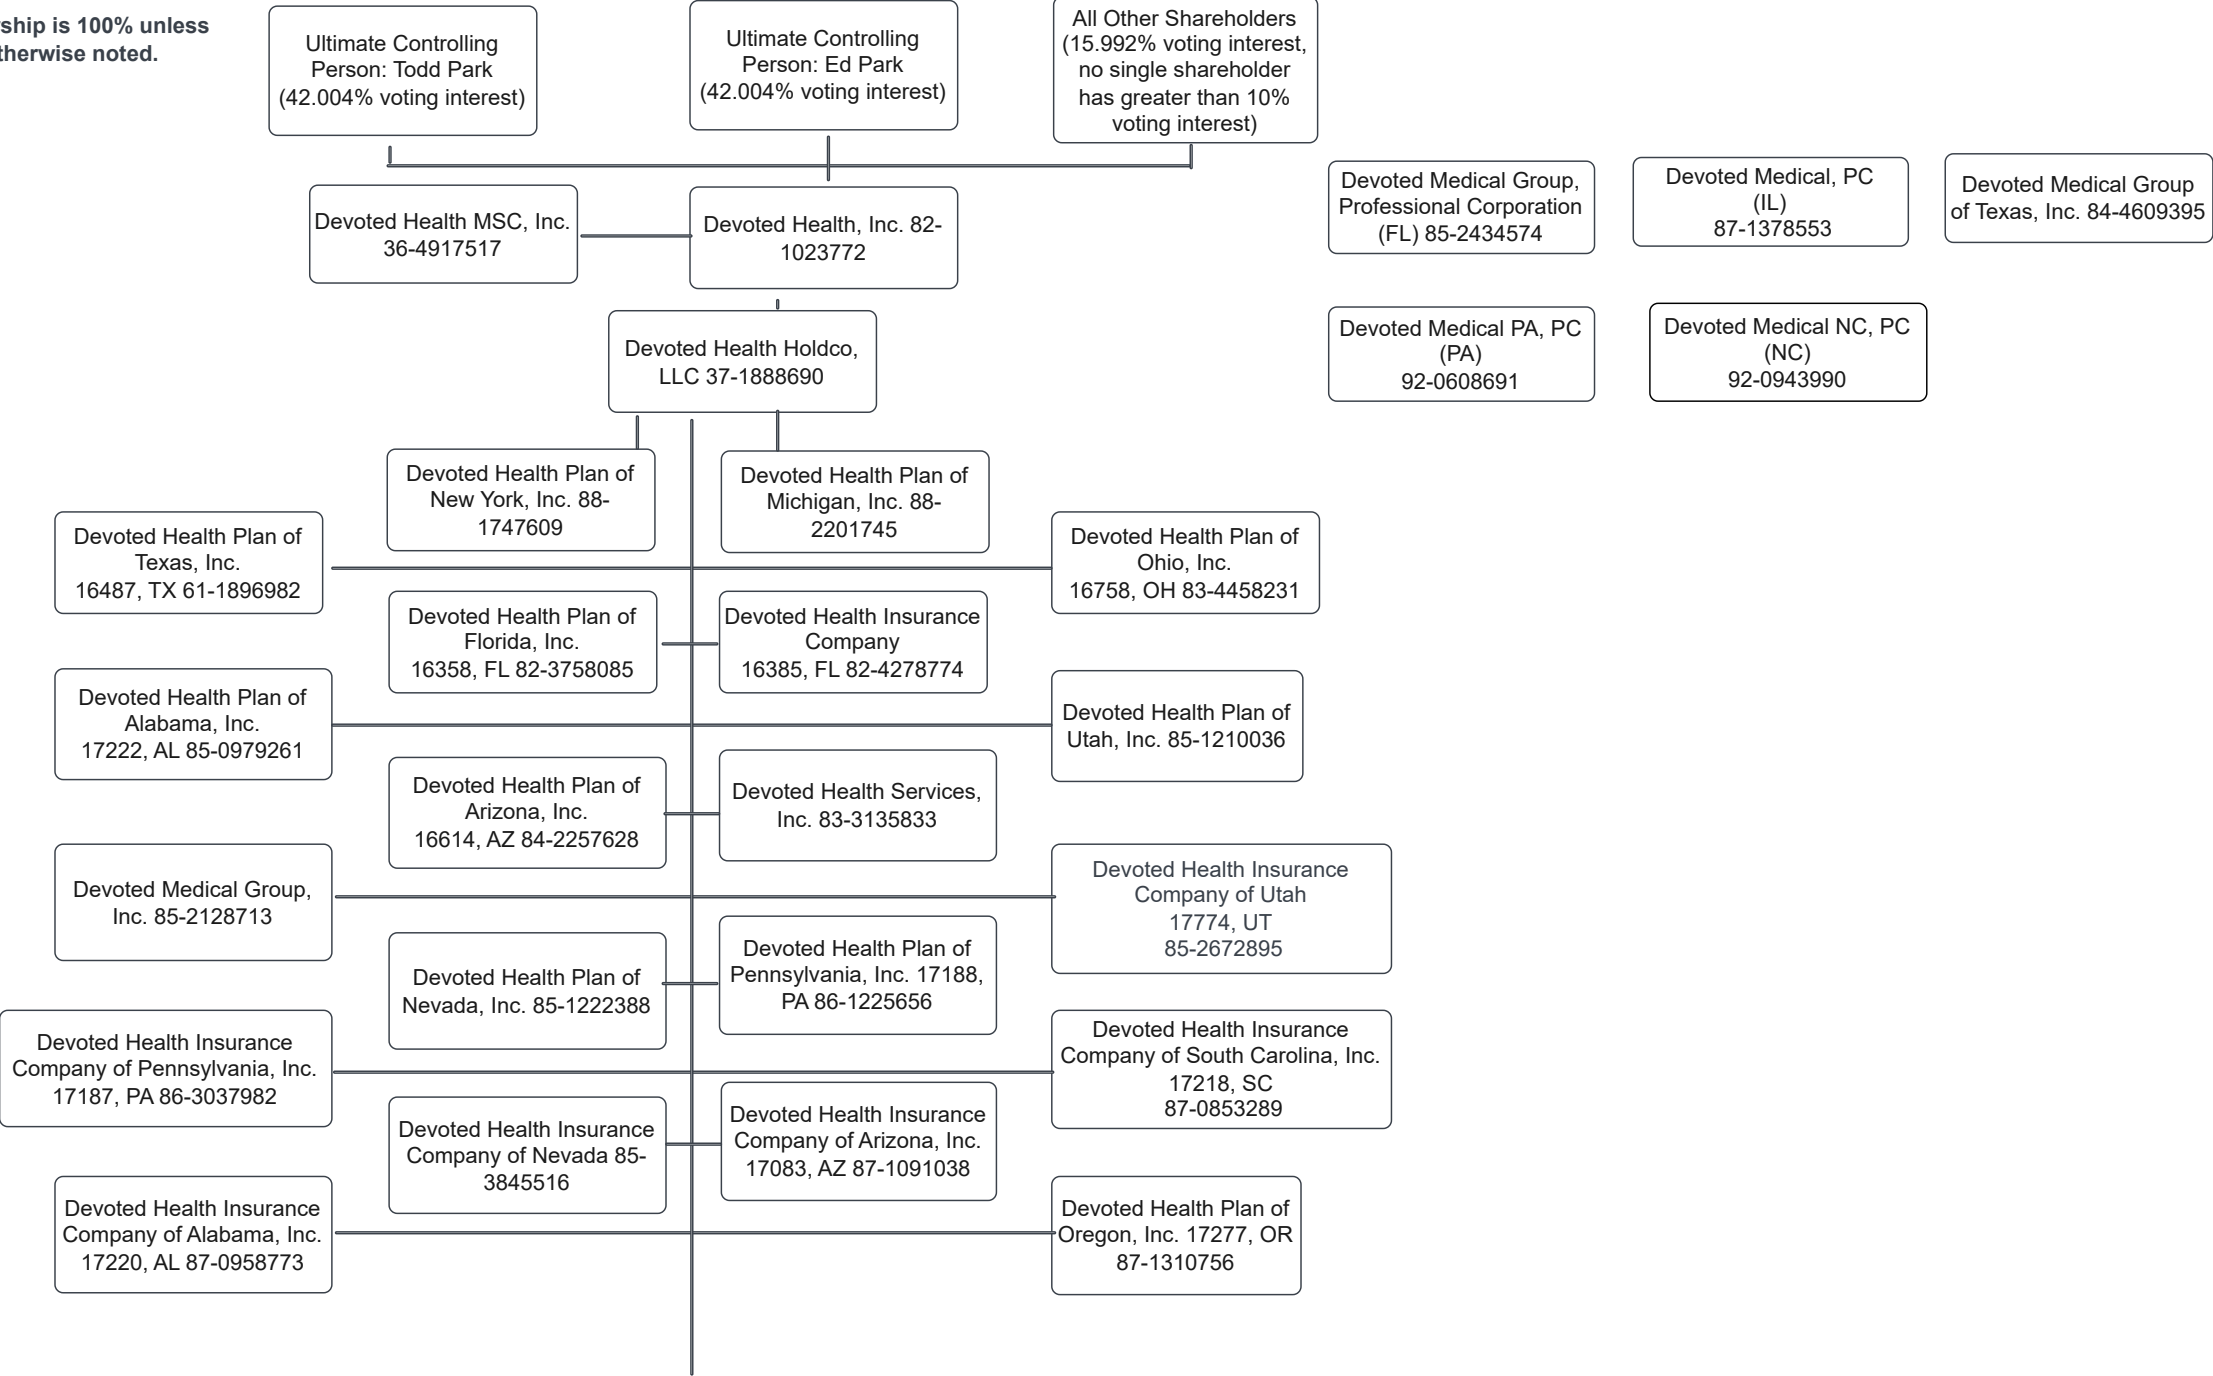 rship is 100% unless
therwise noted.
Ultimate Controlling
Person: Todd Park
(42.004% voting interest)
Ultimate Controlling
Person: Ed Park
(42.004% voting interest)
All Other Shareholders
(15.992% voting interest,
no single shareholder
has greater than 10%
voting interest)
Devoted Health MSC, Inc.
36-4917517
Devoted Health, Inc. 82-
1023772
Devoted Medical Group,
Professional Corporation
(FL) 85-2434574
Devoted Medical, PC
(IL)
87-1378553
Devoted Medical Group
of Texas, Inc. 84-4609395
Devoted Health Holdco,
LLC 37-1888690
Devoted Medical PA, PC
(PA)
92-0608691
Devoted Medical NC, PC
(NC)
92-0943990
Devoted Health Plan of
New York, Inc. 88-
1747609
Devoted Health Plan of
Michigan, Inc. 88-
2201745
Devoted Health Plan of
Texas, Inc.
16487, TX 61-1896982
Devoted Health Plan of
Ohio, Inc.
16758, OH 83-4458231
Devoted Health Plan of
Florida, Inc.
16358, FL 82-3758085
Devoted Health Insurance
Company
16385, FL 82-4278774
Devoted Health Plan of
Alabama, Inc.
17222, AL 85-0979261
Devoted Health Plan of
Utah, Inc. 85-1210036
Devoted Health Plan of
Arizona, Inc.
16614, AZ 84-2257628
Devoted Health Services,
Inc. 83-3135833
Devoted Medical Group,
Inc. 85-2128713
Devoted Health Insurance
Company of Utah
17774, UT
85-2672895
Devoted Health Plan of
Nevada, Inc. 85-1222388
Devoted Health Plan of
Pennsylvania, Inc. 17188,
PA 86-1225656
Devoted Health Insurance
Company of Pennsylvania, Inc.
17187, PA 86-3037982
Devoted Health Insurance
Company of South Carolina, Inc.
17218, SC
87-0853289
Devoted Health Insurance
Company of Nevada 85-
3845516
Devoted Health Insurance
Company of Arizona, Inc.
17083, AZ 87-1091038
Devoted Health Insurance
Company of Alabama, Inc.
17220, AL 87-0958773
Devoted Health Plan of
Oregon, Inc. 17277, OR
87-1310756